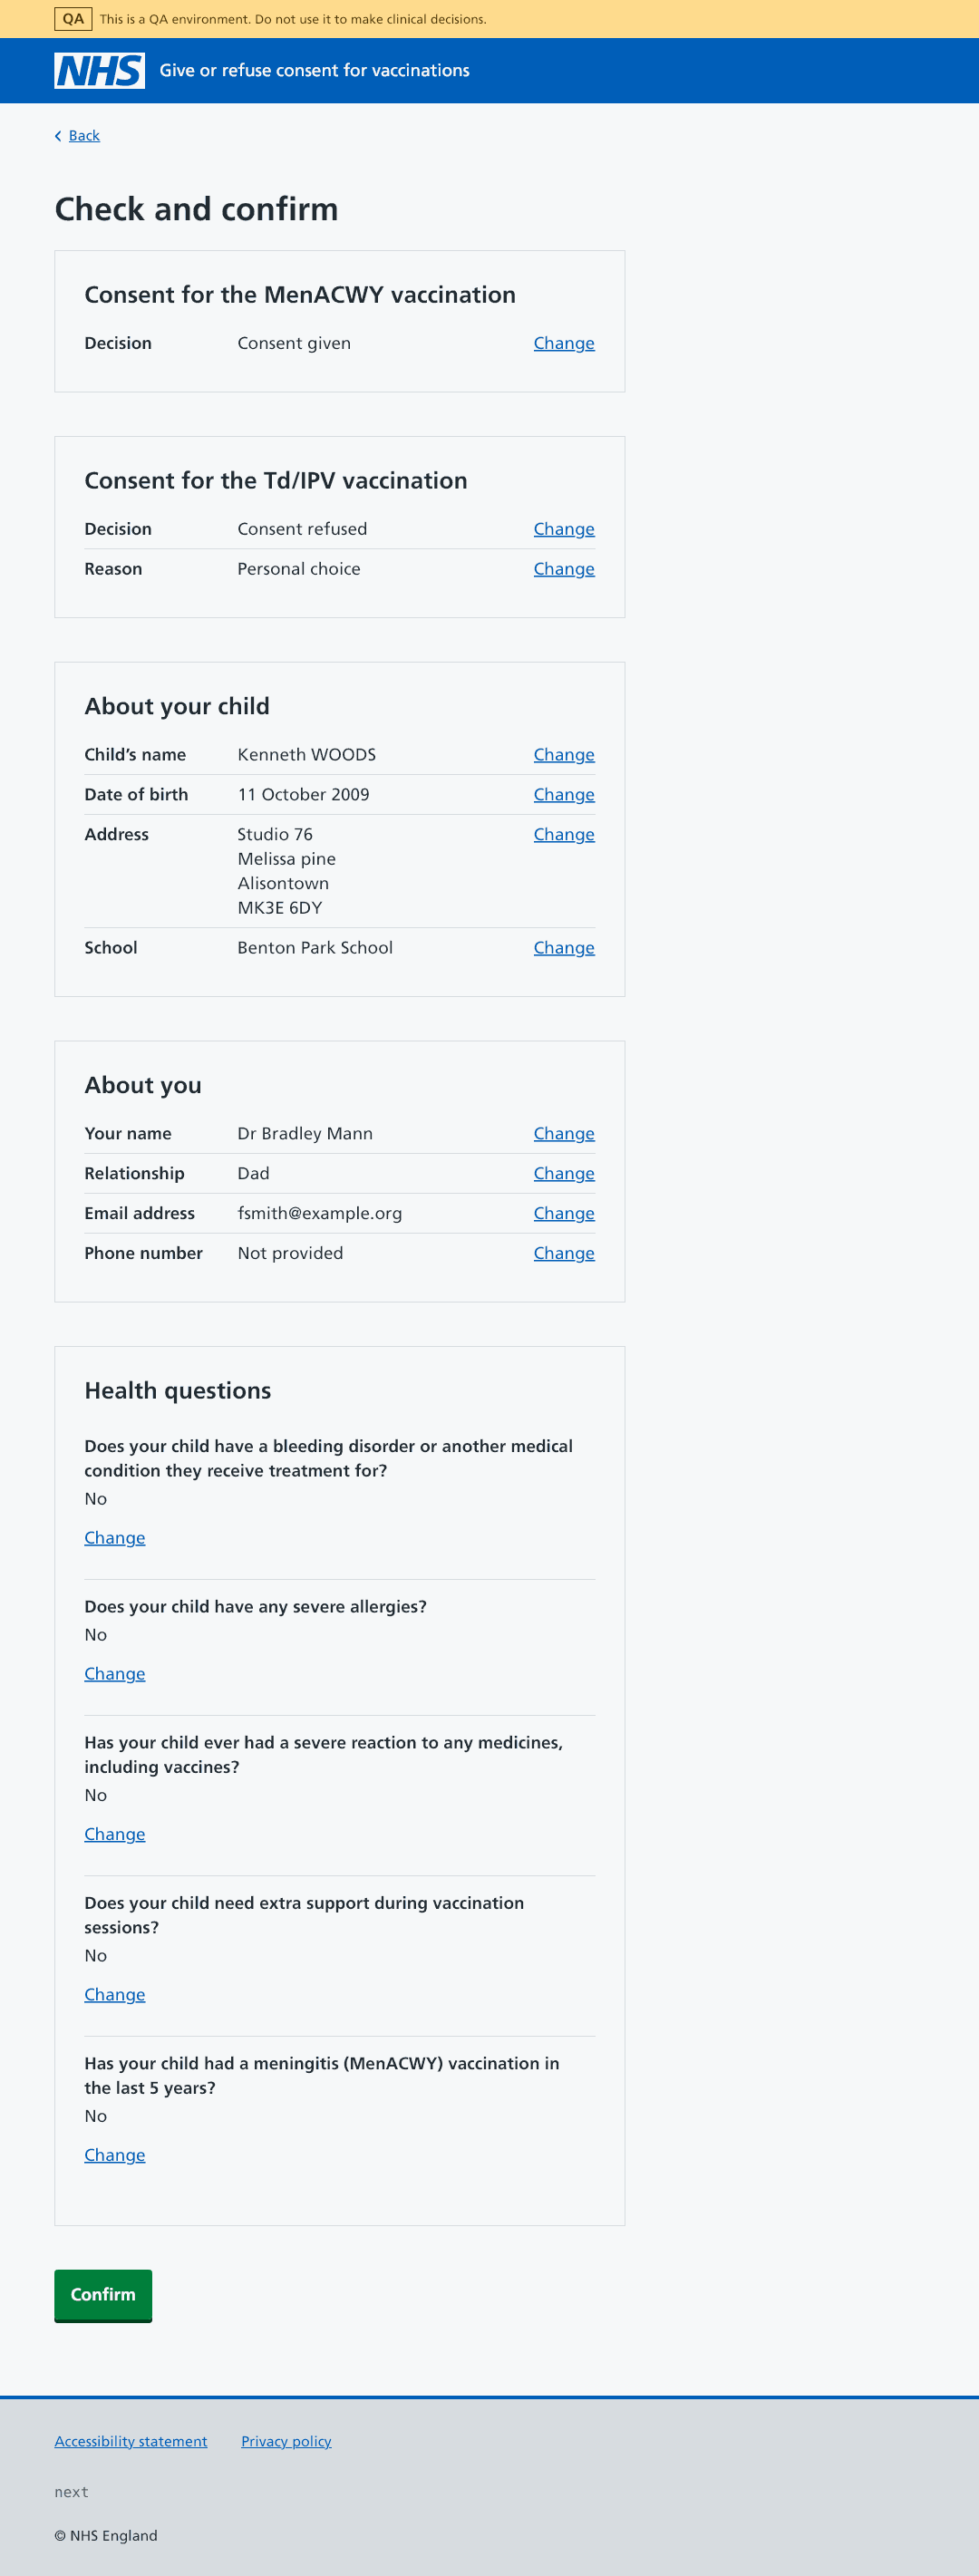 QA This is a QA environment. Do not use it to make clinical decisions.
NHS Give or refuse consent for vaccinations
Back
Check and confirm
Consent for the MenACWY vaccination
Decision Consent given Change
Consent for the Td/IPV vaccination
Decision Consent refused Change
Reason Personal choice Change
About your child
Child’s name Kenneth WOODS Change
Date of birth 11 October 2009 Change
Address Studio 76 Change
Melissa pine
Alisontown
MK3E 6DY
School Benton Park School Change
About you
Your name Dr Bradley Mann Change
Relationship Dad Change
Email address fsmith@example.org Change
Phone number Not provided Change
Health questions
Does your child have a bleeding disorder or another medical
condition they receive treatment for?
No
Change
Does your child have any severe allergies?
No
Change
Has your child ever had a severe reaction to any medicines,
including vaccines?
No
Change
Does your child need extra support during vaccination
sessions?
No
Change
Has your child had a meningitis (MenACWY) vaccination in
the last 5 years?
No
Change
Confirm
Accessibility statement Privacy policy
next
© NHS England